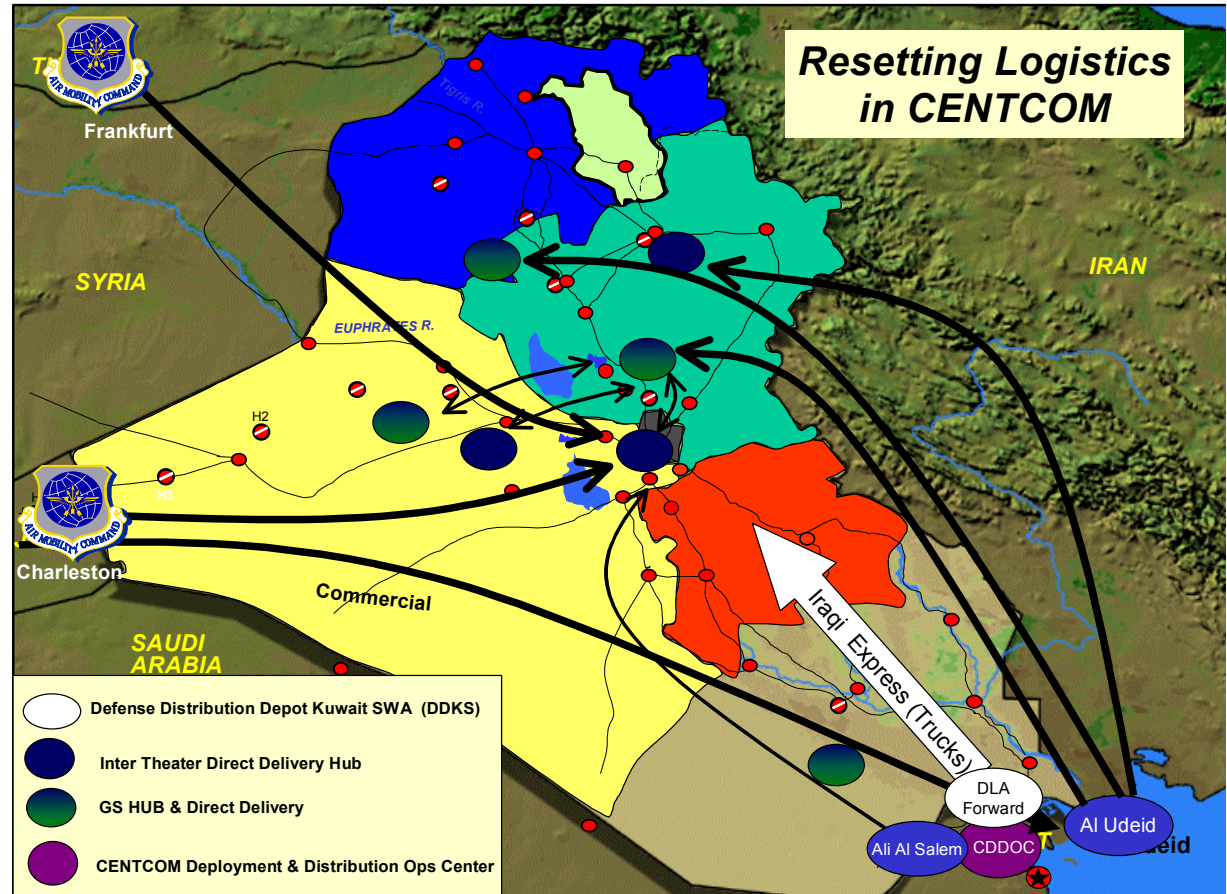 Resetting Logistics
in CENTCOM
AIR MOBILITY COMMAND
Frankfurt
Tigris R.
SYRIA
IRAN
EUPHRATES R.
H2
H3
AIR MOBILITY COMMAND
Charleston
Commercial
SAUDI
ARABIA
Iraqi Express (Trucks)
DLA
Forward
Al Udeid
Ali Al Salem
CDDOC
Defense Distribution Depot Kuwait SWA (DDKS)
Inter Theater Direct Delivery Hub
GS HUB & Direct Delivery
CENTCOM Deployment & Distribution Ops Center